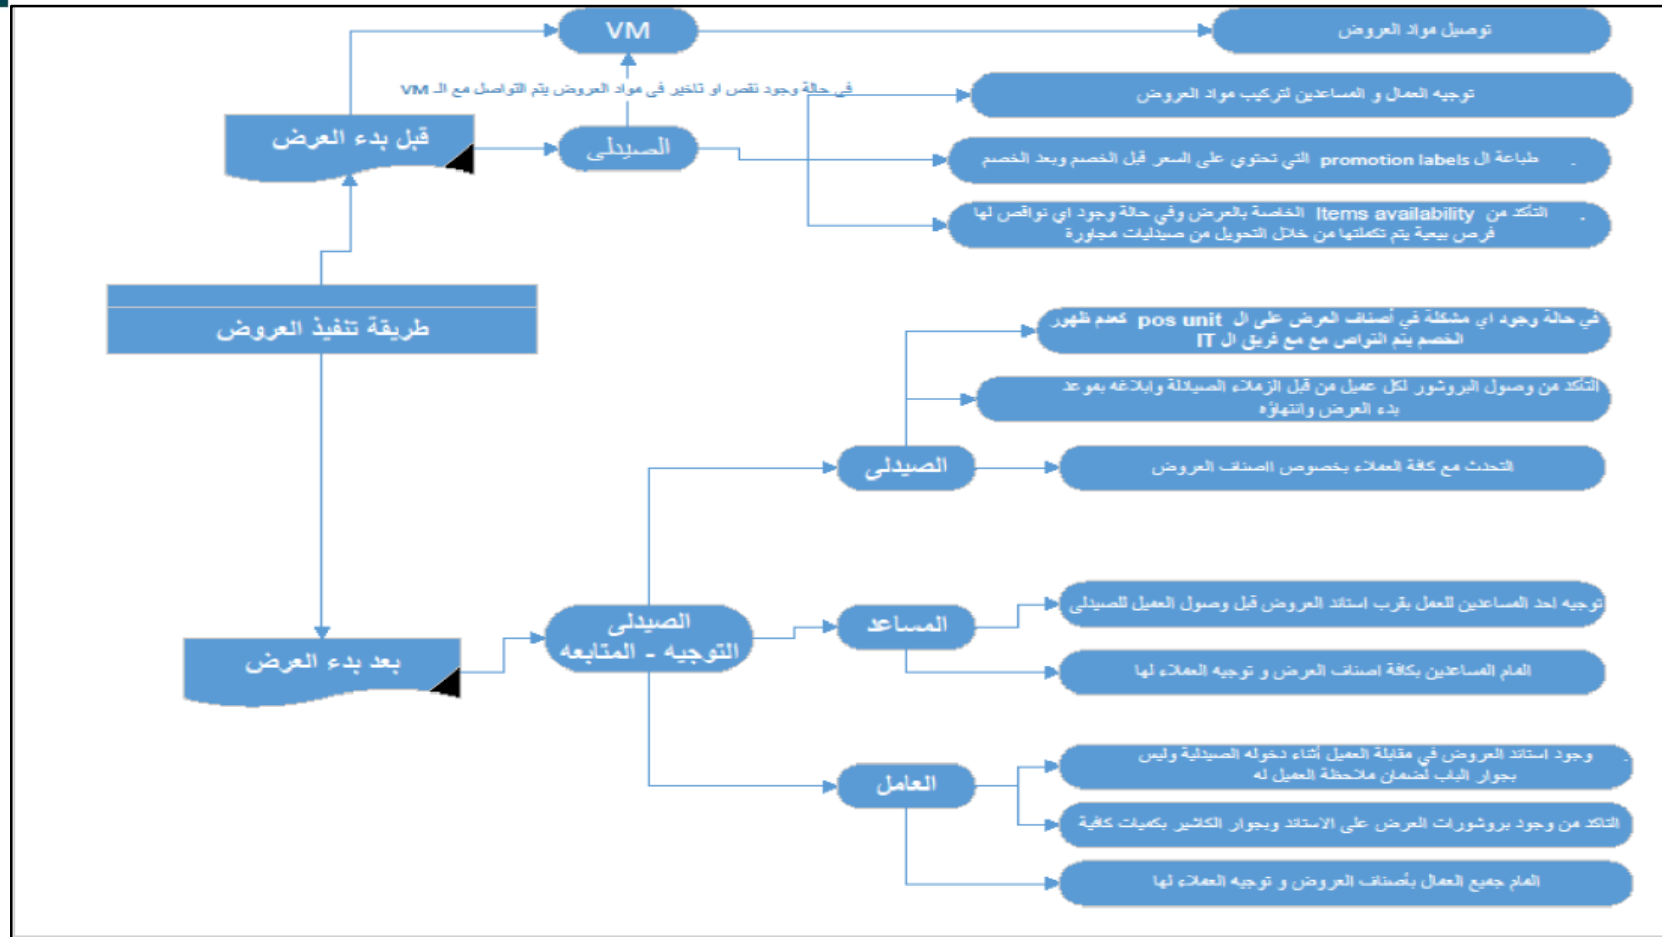 VM
توصيل مواد العروض
في حالة وجود نقص او تاخير في مواد العروض يتم التواصل مع الـ VM
توجيه العمال و المساعدين لتركيب مواد العروض
قبل بدء العرض
الصيدلى
طباعة ال promotion labels التي تحتوي على السعر قبل الخصم وبعد الخصم .
التأكد من Items availability الخاصة بالعرض وفي حالة وجود اي نواقص لها .
فرص بيعية يتم تكملتها من خلال التحويل من صيدليات مجاورة
طريقة تنفيذ العروض
في حالة وجود اي مشكلة في أصناف العرض على ال pos unit كعدم ظهور
الخصم يتم التواص مع مع فريق ال IT
التأكد من وصول البروشور لكل عميل من قبل الزملاء الصيادلة وإبلاغه بموعد
بدء العرض وانتهاؤه
الصيدلى
التحدث مع كافة العملاء بخصوص ااصناف العروض
بعد بدء العرض
الصيدلى
التوجيه - المتابعه
المساعد
توجيه احد المساعدين للعمل بقرب استاند العروض قبل وصول العميل للصيدلى
المام المساعدين بكافة اصناف العرض و توجيه العملاء لها
العامل
وجود استاند العروض في مقابلة العميل أثناء دخوله الصيدلية وليس .
بجوار الباب لضمان ملاحظة العميل له
التاكد من وجود بروشورات العرض على الاستاند وبجوار الكاشير بكميات كافية
المام جميع العمال بأصناف العروض و توجيه العملاء لها